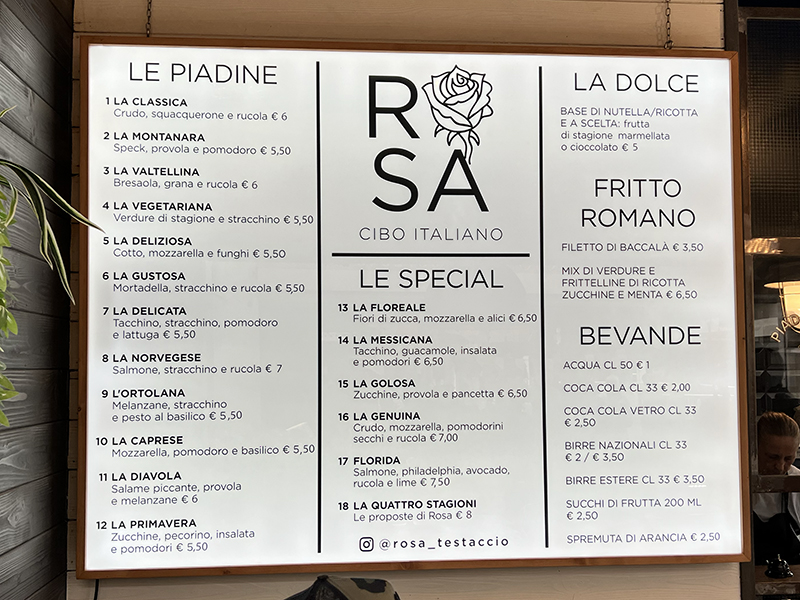 LE PIADINE
1 LA CLASSICA
Crudo, squacquerone e rucola € 6
2 LA MONTANARA
Speck, provola e pomodoro € 5,50
3 LA VALTELLINA
Bresaola, grana e rucola € 6
4 LA VEGETARIANA
Verdure di stagione e stracchino € 5,50
5 LA DELIZIOSA
Cotto, mozzarella e funghi € 5,50
6 LA GUSTOSA
Mortadella, stracchino e rucola € 5,50
7 LA DELICATA
Tacchino, stracchino, pomodoro
e lattuga € 5,50
8 LA NORVEGESE
Salmone, stracchino e rucola € 7
9 L'ORTOLANA
Melanzane, stracchino
e pesto al basilico € 5,50
10 LA CAPRESE
Mozzarella, pomodoro e basilico € 5,50
11 LA DIAVOLA
Salame piccante, provola
e melanzane € 6
12 LA PRIMAVERA
Zucchine, pecorino, insalata
e pomodori € 5,50
R
SA
CIBO ITALIANO
LE SPECIAL
13 LA FLOREALE
Fiori di zucca, mozzarella e alici € 6,50
14 LA MESSICANA
Tacchino, guacamole, insalata
e pomodori € 6,50
15 LA GOLOSA
Zucchine, provola e pancetta € 6,50
16 LA GENUINA
Crudo, mozzarella, pomodorini
secchi e rucola € 7,00
17 FLORIDA
Salmone, philadelphia, avocado,
rucola e lime € 7,50
18 LA QUATTRO STAGIONI
Le proposte di Rosa € 8
@rosa_testaccio
LA DOLCE
BASE DI NUTELLA/RICOTTA
E A SCELTA: frutta
di stagione marmellata
o cioccolato € 5
FRITTO
ROMANO
FILETTO DI BACCALÀ € 3,50
MIX DI VERDURE E
FRITTELLINE DI RICOTTA
ZUCCHINE E MENTA € 6,50
BEVANDE
ACQUA CL 50 € 1
COCA COLA CL 33 € 2,00
COCA COLA VETRO CL 33
€ 2,50
BIRRE NAZIONALI CL 33
€ 2 / € 3,50
BIRRE ESTERE CL 33 € 3,50
SUCCHI DI FRUTTA 200 ML
€ 2,50
SPREMUTA DI ARANCIA € 2,50